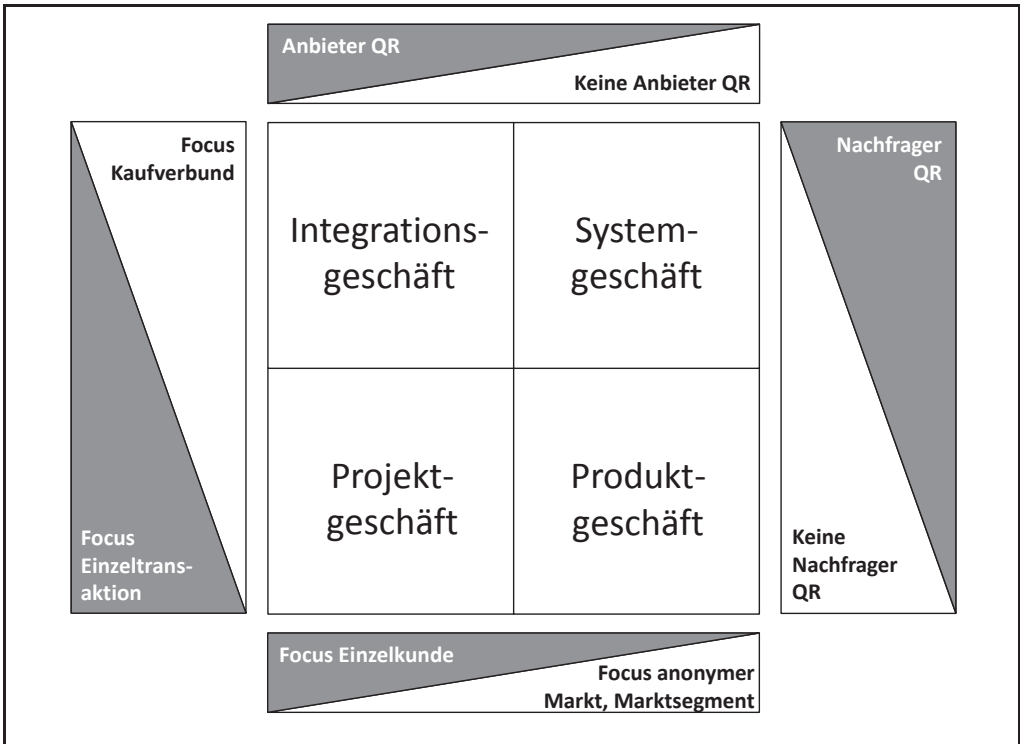 Anbieter QR
Keine Anbieter QR
Focus
Kaufverbund
Nachfrager
QR
Integrations-
geschäft
System-
geschäft
Projekt-
geschäft
Produkt-
geschäft
Focus
Einzeltrans-
aktion
Keine
Nachfrager
QR
Focus Einzelkunde
Focus anonymer
Markt, Marktsegment